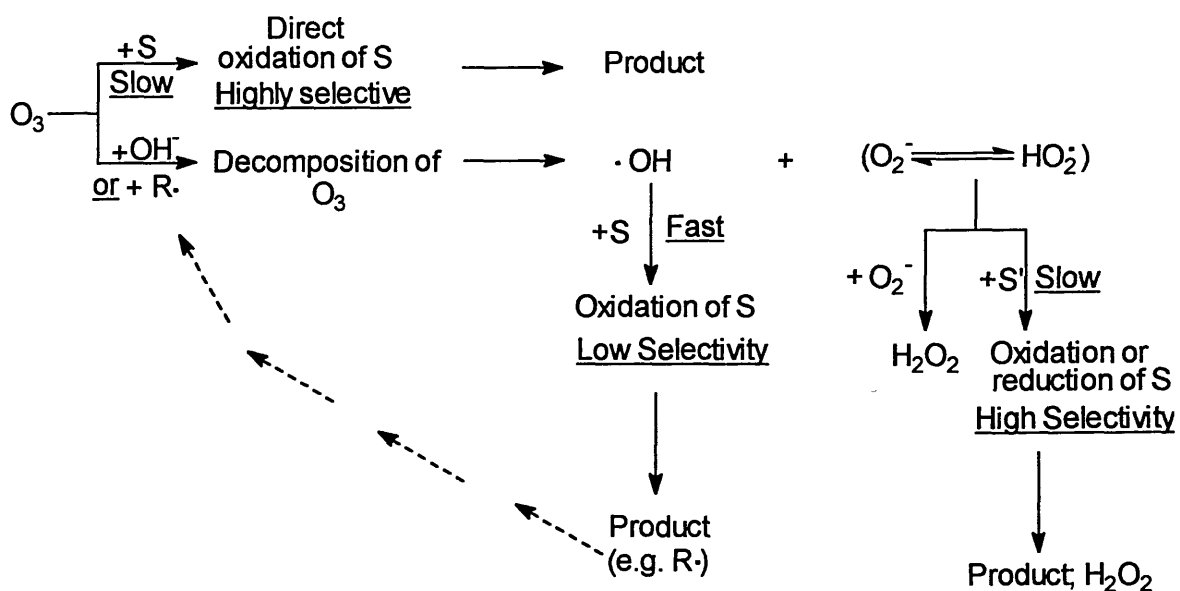 Direct
+S
oxidation of S
Product
Slow
Highly selective
O₃
+OH⁻
Decomposition of
O₃
or + R·
· OH
+
(O₂⁻ ⇌ HO₂·)
+S
Fast
+ O₂⁻
+S' Slow
Oxidation of S
Low Selectivity
H₂O₂
Oxidation or
reduction of S
High Selectivity
Product
(e.g. R·)
Product; H₂O₂